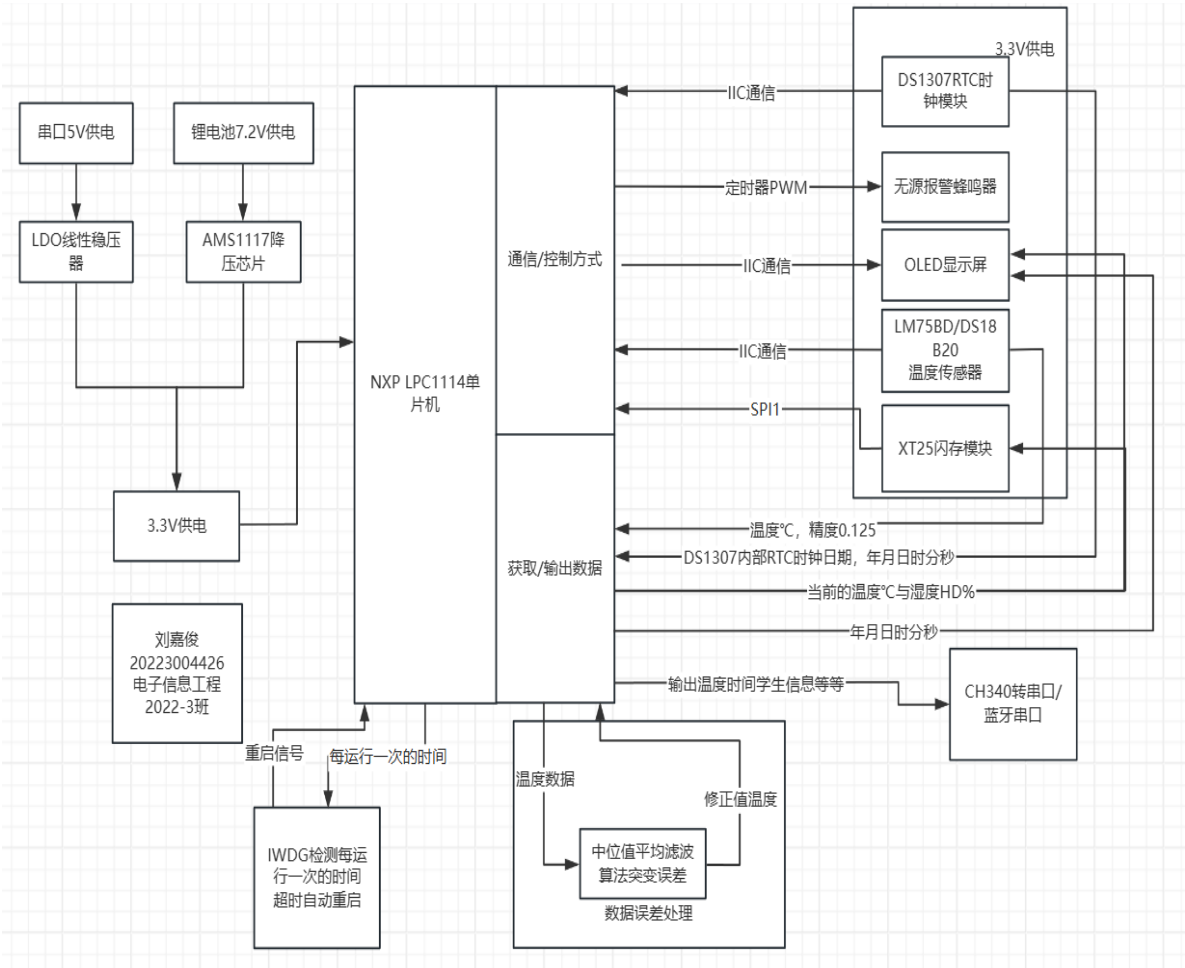 3.3V供电
DS1307RTC时
钟模块
IIC通信
串口5V供电
锂电池7.2V供电
定时器PWM
无源报警蜂鸣器
LDO线性稳压
器
AMS1117降
压芯片
通信/控制方式
IIC通信
OLED显示屏
LM75BD/DS18
B20
温度传感器
IIC通信
NXP LPC1114单
片机
SPI1
XT25闪存模块
3.3V供电
温度℃，精度0.125
DS1307内部RTC时钟日期，年月日时分秒
获取/输出数据
当前的温度℃与湿度HD%
年月日时分秒
刘嘉俊
20223004426
电子信息工程
2022-3班
输出温度时间学生信息等等
CH340转串口/
蓝牙串口
重启信号
每运行一次的时间
温度数据
修正值温度
IWDG检测每运
行一次的时间
超时自动重启
中位值平均滤波
算法突变误差
数据误差处理